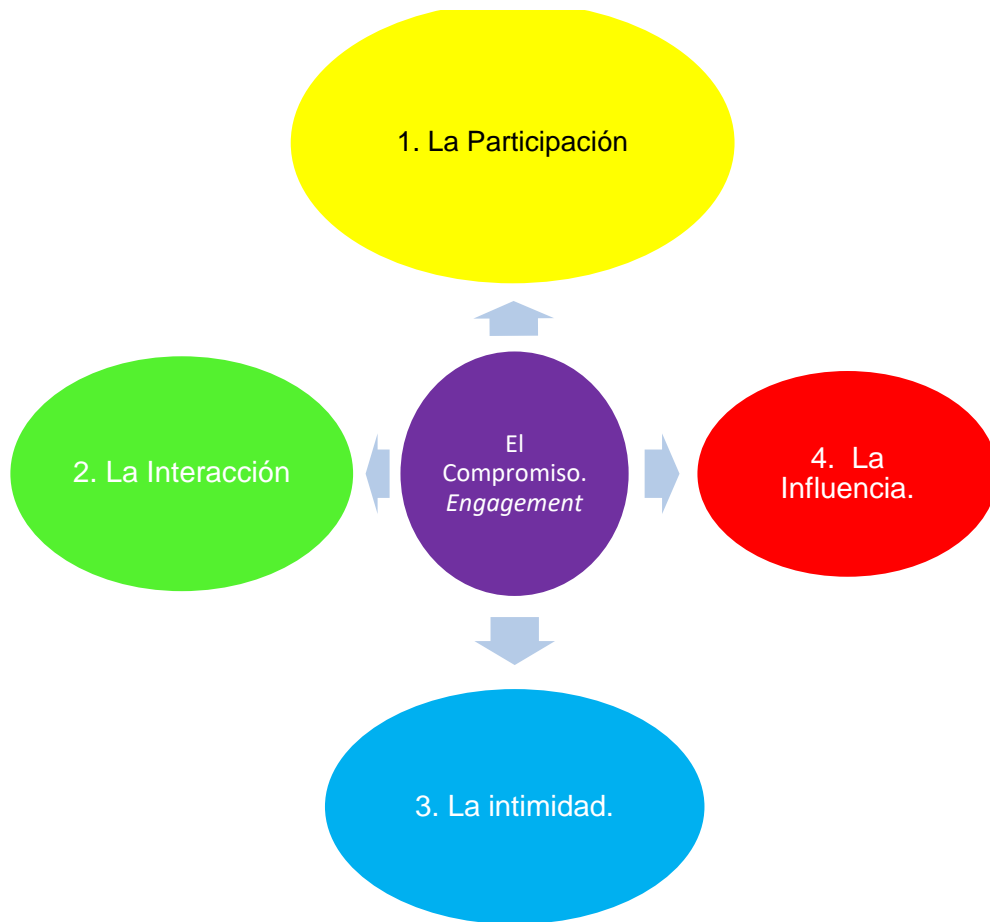 1. La Participación
2. La Interacción
El
Compromiso.
Engagement
4. La
Influencia.
3. La intimidad.